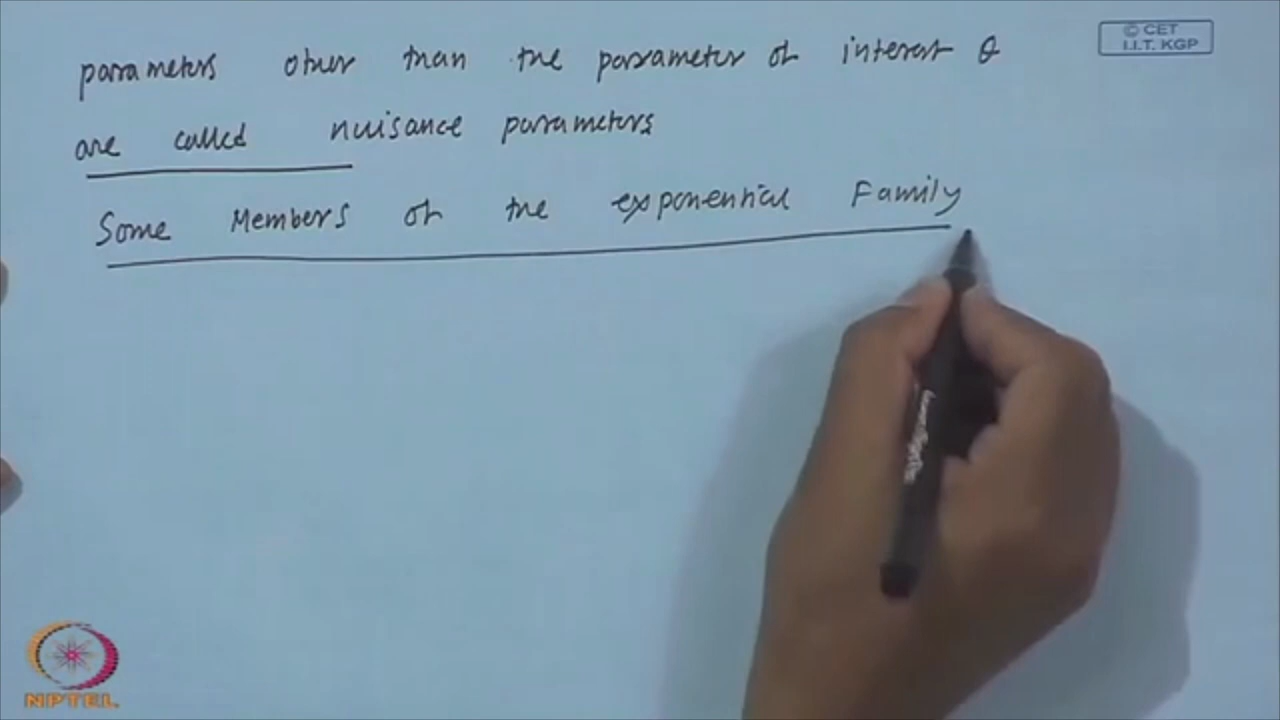 © CET
I.I.T. KGP
parameters other than the parameter of interest θ
are called nuisance parameters
Some Members of the exponential Family
NPTEL